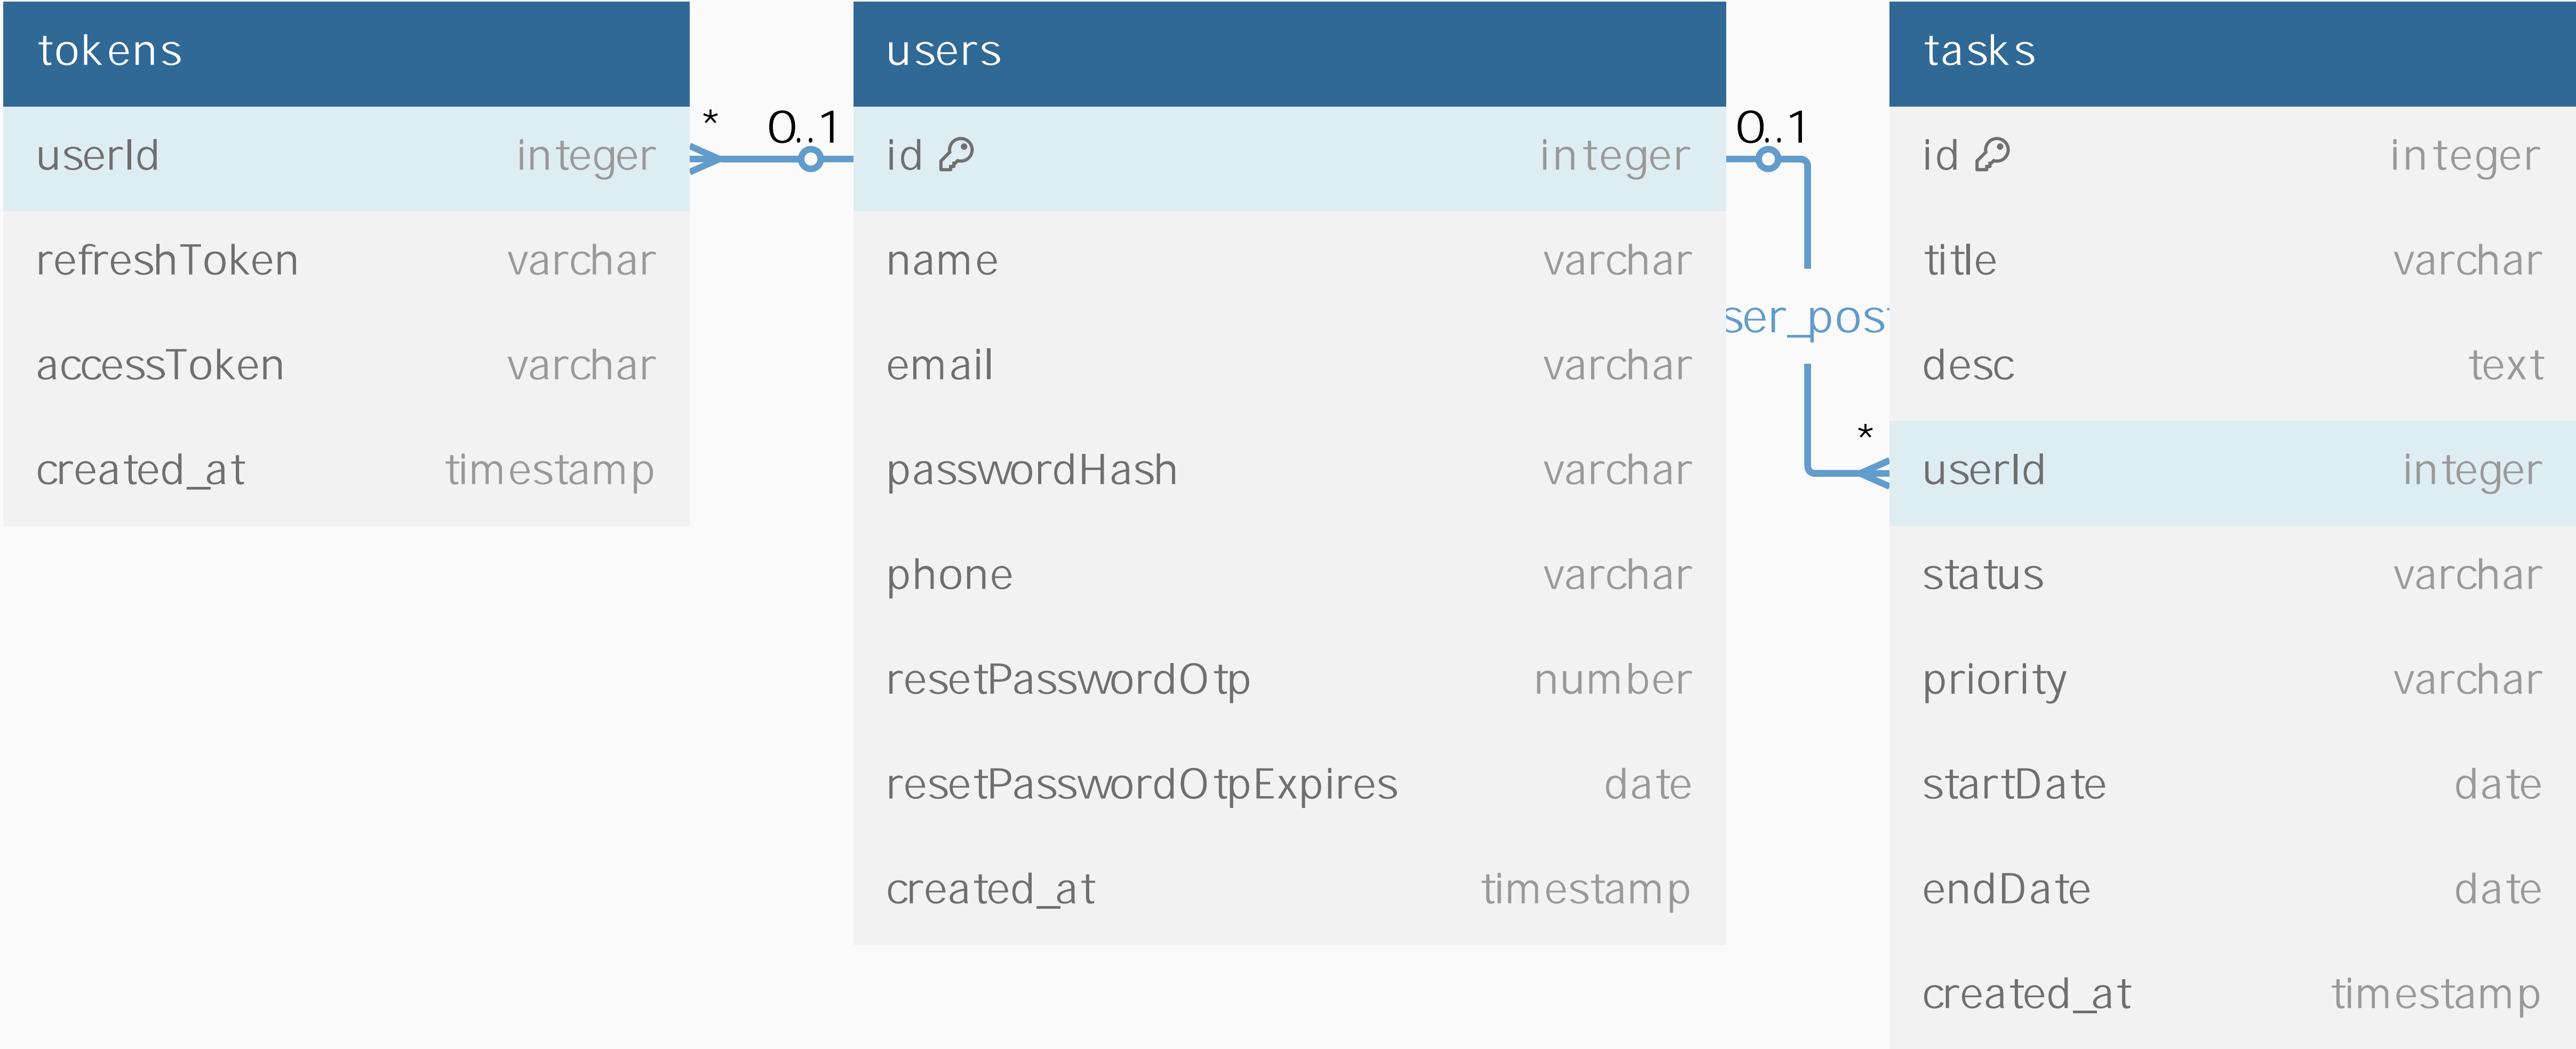 tokens
userId integer
refreshToken varchar
accessToken varchar
created_at timestamp
* 0..1
users
id integer
name varchar
email varchar
passwordHash varchar
phone varchar
resetPasswordOtp number
resetPasswordOtpExpires date
created_at timestamp
0..1
ser_pos
*
tasks
id integer
title varchar
desc text
userId integer
status varchar
priority varchar
startDate date
endDate date
created_at timestamp